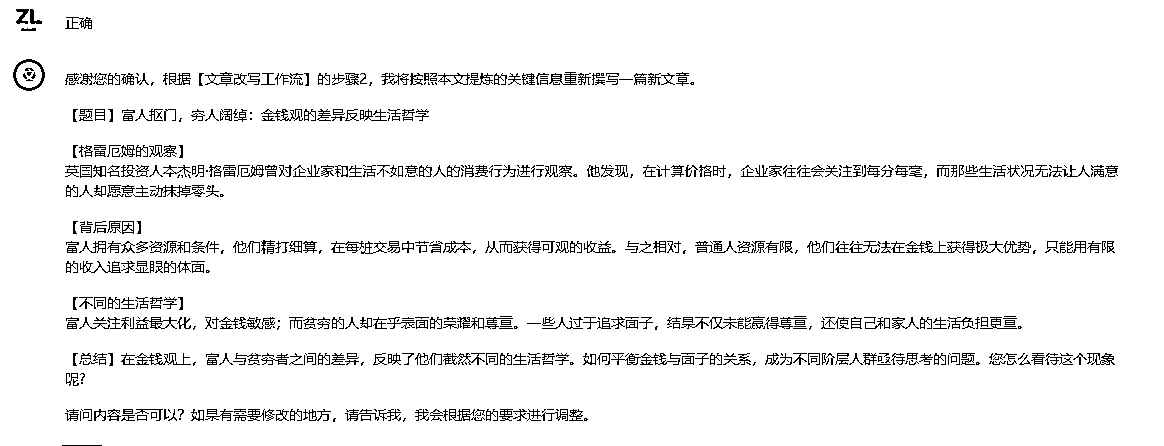 ZL
正确
感谢您的确认，根据【文章改写工作流】的步骤2，我将按照本文提炼的关键信息重新撰写一篇新文章。
【题目】富人抠门，穷人阔绰：金钱观的差异反映生活哲学
【格雷厄姆的观察】
英国知名投资人本杰明·格雷厄姆曾对企业家和生活不如意的人的消费行为进行观察。他发现，在计算价格时，企业家往往会关注到每分每毫，而那些生活状况无法让人满意
的人却愿意主动抹掉零头。
【背后原因】
富人拥有众多资源和条件，他们精打细算，在每桩交易中节省成本，从而获得可观的收益。与之相对，普通人资源有限，他们往往无法在金钱上获得极大优势，只能用有限
的收入追求显眼的体面。
【不同的生活哲学】
富人关注利益最大化，对金钱敏感；而贫穷的人却在乎表面的荣耀和尊重。一些人过于追求面子，结果不仅未能赢得尊重，还使自己和家人的生活负担更重。
【总结】在金钱观上，富人与贫穷者之间的差异，反映了他们截然不同的生活哲学。如何平衡金钱与面子的关系，成为不同阶层人群亟待思考的问题。您怎么看待这个现象
呢？
请问内容是否可以？如果有需要修改的地方，请告诉我，我会根据您的要求进行调整。